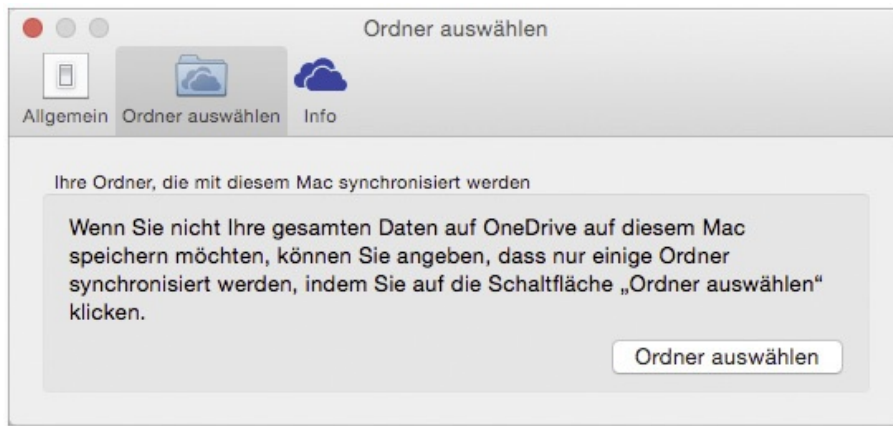 Ordner auswählen
Allgemein Ordner auswählen Info
Ihre Ordner, die mit diesem Mac synchronisiert werden
Wenn Sie nicht Ihre gesamten Daten auf OneDrive auf diesem Mac
speichern möchten, können Sie angeben, dass nur einige Ordner
synchronisiert werden, indem Sie auf die Schaltfläche „Ordner auswählen“
klicken.
Ordner auswählen